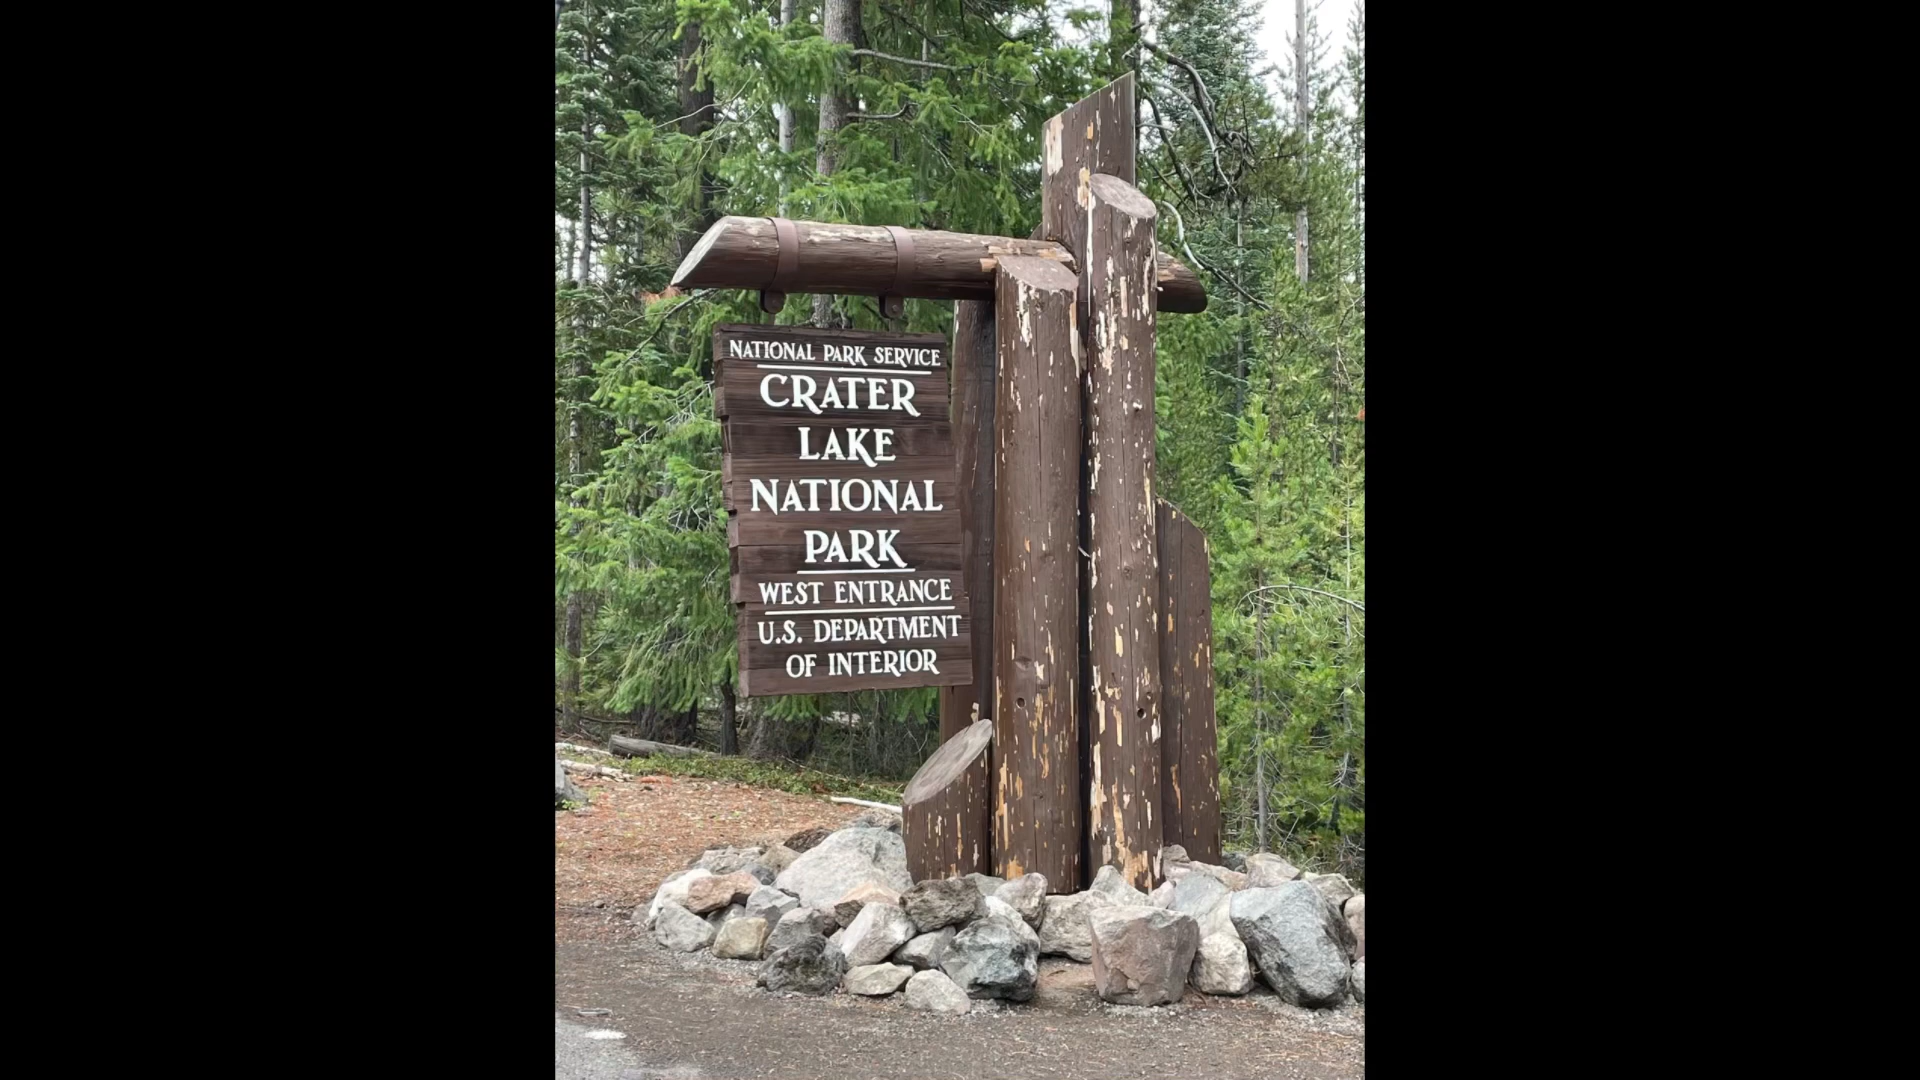 NATIONAL PARK SERVICE
CRATER
LAKE
NATIONAL
PARK
WEST ENTRANCE
U.S. DEPARTMENT
OF INTERIOR